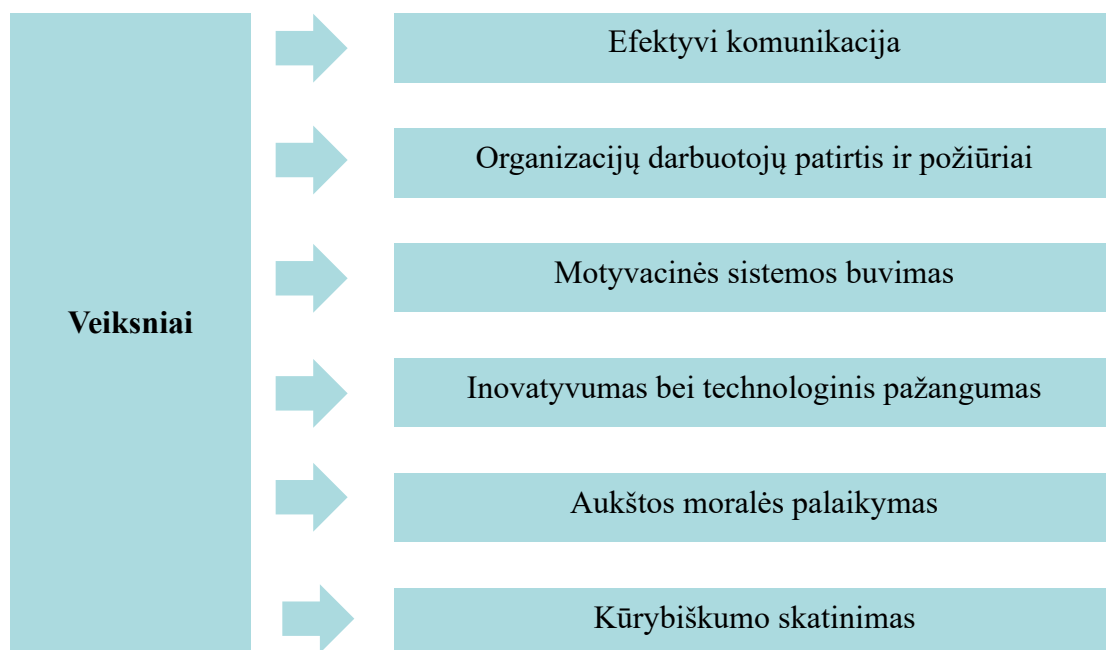 Veiksniai
Efektyvi komunikacija
Organizacijų darbuotojų patirtis ir požiūriai
Motyvacinės sistemos buvimas
Inovatyvumas bei technologinis pažangumas
Aukštos moralės palaikymas
Kūrybiškumo skatinimas